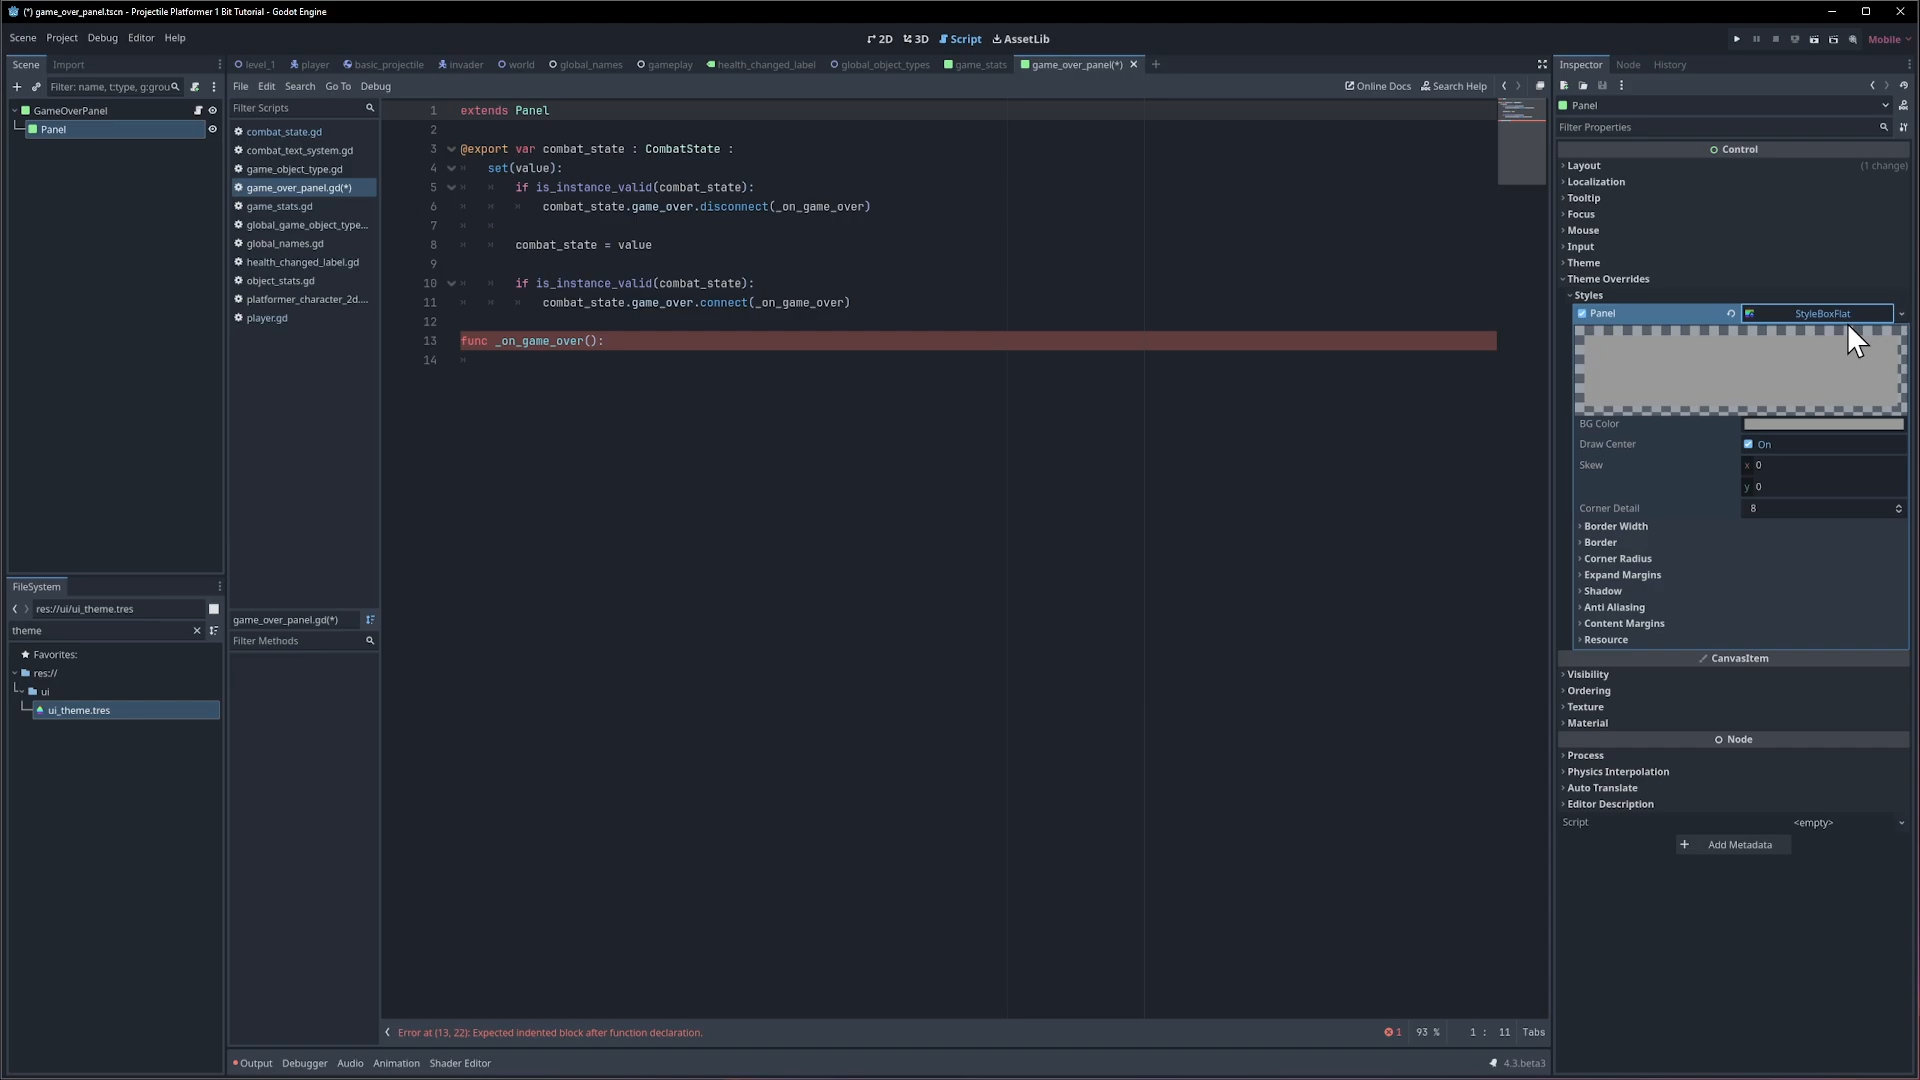 (*) game_over_panel.tscn - Projectile Platformer 1 Bit Tutorial - Godot Engine
Scene Project Debug Editor Help
2D 3D Script AssetLib
Mobile
Scene Import
level_1 player basic_projectile invader world global_names gameplay health_changed_label global_object_types game_stats game_over_panel(*)
Inspector Node History
Filter: name, t:type, g:grou
File Edit Search Go To Debug
Online Docs Search Help
GameOverPanel
Panel
Filter Scripts
combat_state.gd
combat_text_system.gd
game_object_type.gd
game_over_panel.gd(*)
game_stats.gd
global_game_object_type...
global_names.gd
health_changed_label.gd
object_stats.gd
platformer_character_2d....
player.gd
game_over_panel.gd(*)
Filter Methods
1 extends Panel
2
3 @export var combat_state : CombatState :
4 set(value):
5 if is_instance_valid(combat_state):
6 combat_state.game_over.disconnect(_on_game_over)
7
8 combat_state = value
9
10 if is_instance_valid(combat_state):
11 combat_state.game_over.connect(_on_game_over)
12
13 func _on_game_over():
14
FileSystem
res://ui/ui_theme.tres
theme
Favorites:
res://
ui
ui_theme.tres
Error at (13, 22): Expected indented block after function declaration.
1 93 % 1 : 11 Tabs
Output Debugger Audio Animation Shader Editor
4.3.beta3
Panel
Filter Properties
Control
Layout (1 change)
Localization
Tooltip
Focus
Mouse
Input
Theme
Theme Overrides
Styles
Panel StyleBoxFlat
BG Color
Draw Center On
Skew x 0
y 0
Corner Detail 8
Border Width
Border
Corner Radius
Expand Margins
Shadow
Anti Aliasing
Content Margins
Resource
CanvasItem
Visibility
Ordering
Texture
Material
Node
Process
Physics Interpolation
Auto Translate
Editor Description
Script <empty>
Add Metadata